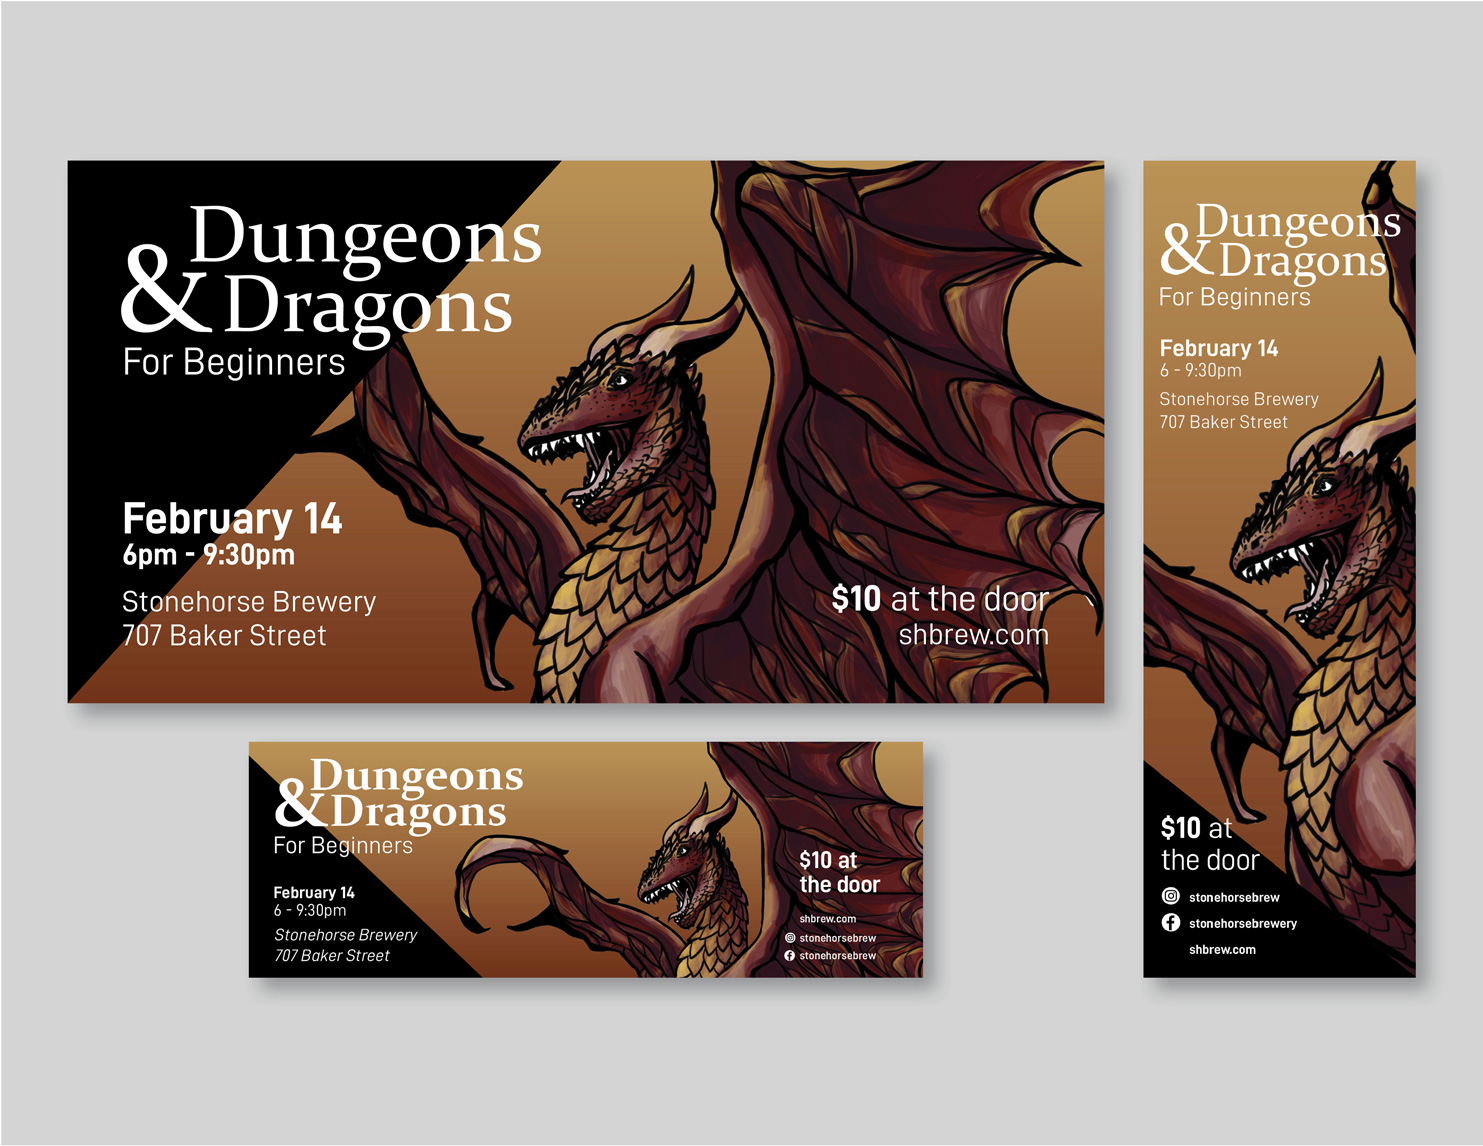 Dungeons
& Dragons
For Beginners
February 14
6pm - 9:30pm
Stonehorse Brewery
707 Baker Street
$10 at the door
shbrew.com
Dungeons
& Dragons
For Beginners
February 14
6 - 9:30pm
Stonehorse Brewery
707 Baker Street
$10 at
the door
stonehorsebrew
stonehorsebrewery
shbrew.com
Dungeons
& Dragons
For Beginners
February 14
6 - 9:30pm
Stonehorse Brewery
707 Baker Street
$10 at
the door
shbrew.com
stonehorsebrew
stonehorsebrew